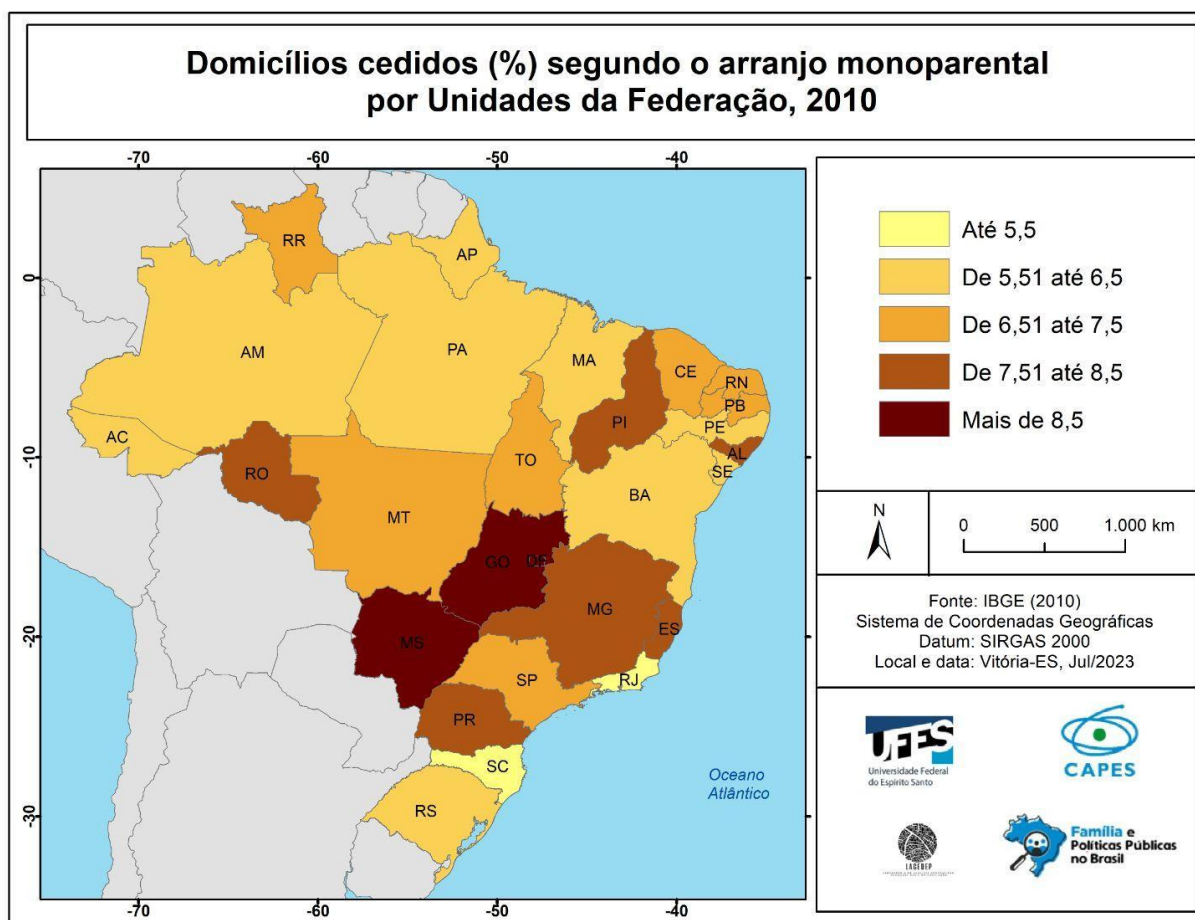 Domicílios cedidos (%) segundo o arranjo monoparental
por Unidades da Federação, 2010
-70
-60
-50
-40
-70
-60
-50
-40
0
-10
-20
-30
0
-10
-20
-30
RR
AP
AM
PA
MA
CE
RN
PB
PE
PI
AL
SE
AC
RO
TO
BA
MT
GO
DF
MG
ES
MS
SP
RJ
PR
SC
RS
Oceano
Atlântico
Até 5,5
De 5,51 até 6,5
De 6,51 até 7,5
De 7,51 até 8,5
Mais de 8,5
N
0 500 1.000 km
Fonte: IBGE (2010)
Sistema de Coordenadas Geográficas
Datum: SIRGAS 2000
Local e data: Vitória-ES, Jul/2023
UFES
Universidade Federal
do Espírito Santo
CAPES
LAGEDEP
Família e
Políticas Públicas
no Brasil